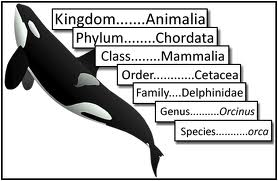 Kingdom.......Animalia
Phylum........Chordata
Class........Mammalia
Order...........Cetacea
Family....Delphinidae
Genus..........Orcinus
Species..........orca